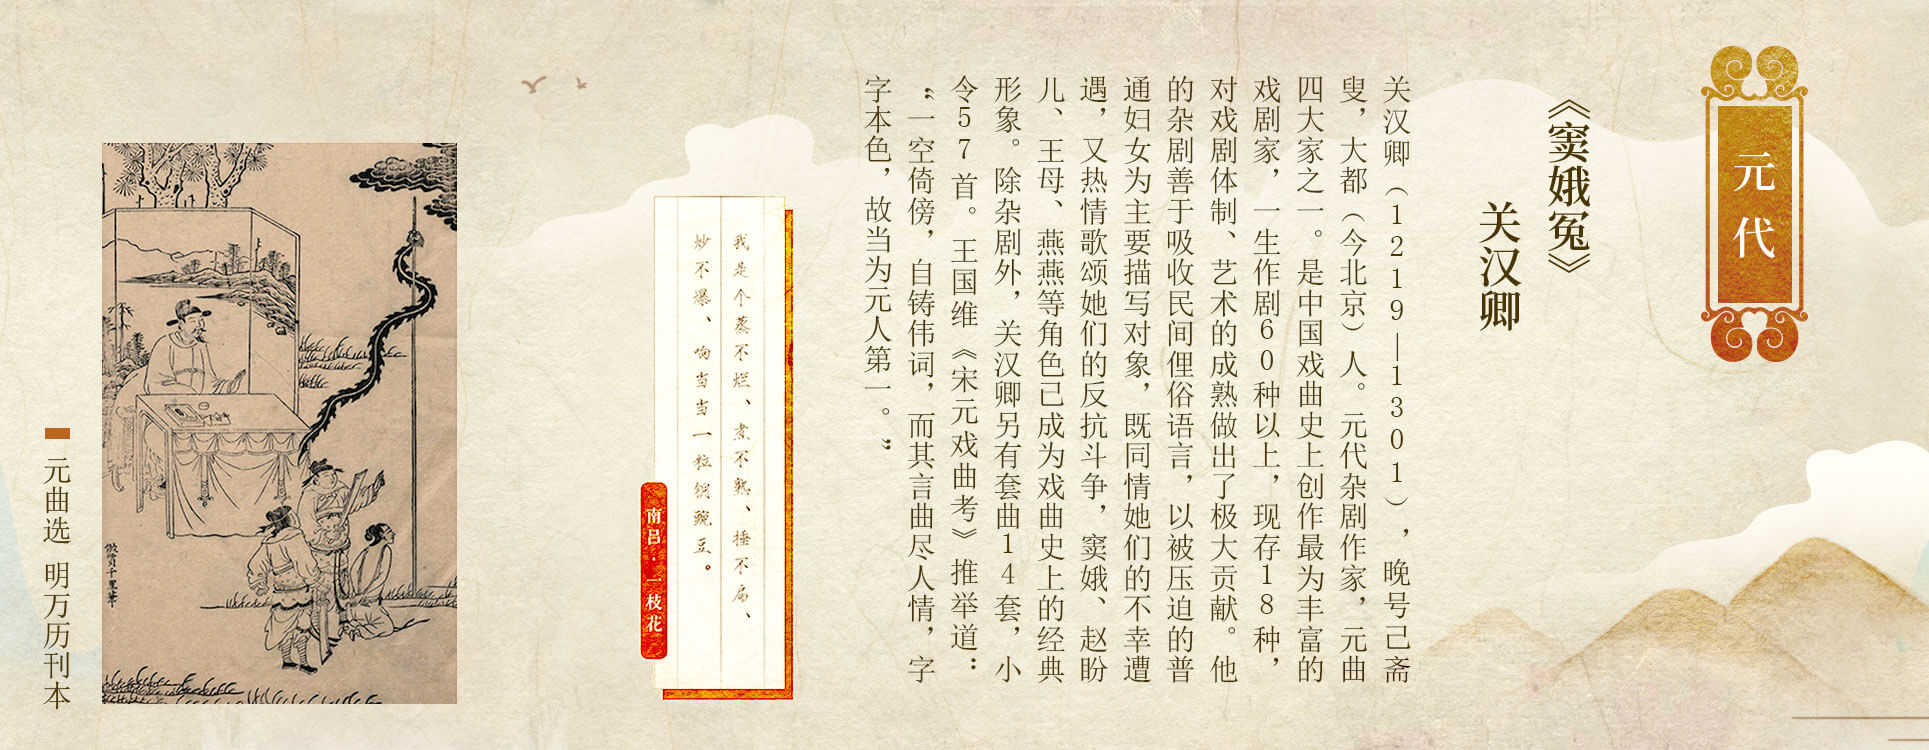 元代
《窦娥冤》
关汉卿
关汉卿（1219—1301），晚号己斋
叟，大都（今北京）人。元代杂剧作家，元曲
四大家之一。是中国戏曲史上创作最为丰富的
戏剧家，一生作剧60种以上，现存18种，
对戏剧体制、艺术的成熟做出了极大贡献。他
的杂剧善于吸收民间俚俗语言，以被压迫的普
通妇女为主要描写对象，既同情她们的不幸遭
遇，又热情歌颂她们的反抗斗争，窦娥、赵盼
儿、王母、燕燕等角色已成为戏曲史上的经典
形象。除杂剧外，关汉卿另有套曲14套，小
令57首。王国维《宋元戏曲考》推举道：
“一空倚傍，自铸伟词，而其言曲尽人情，字
字本色，故当为元人第一。”
我是个蒸不烂、煮不熟、捶不扁、
炒不爆、响当当一粒铜豌豆。
南吕·一枝花
元曲选 明万历刊本